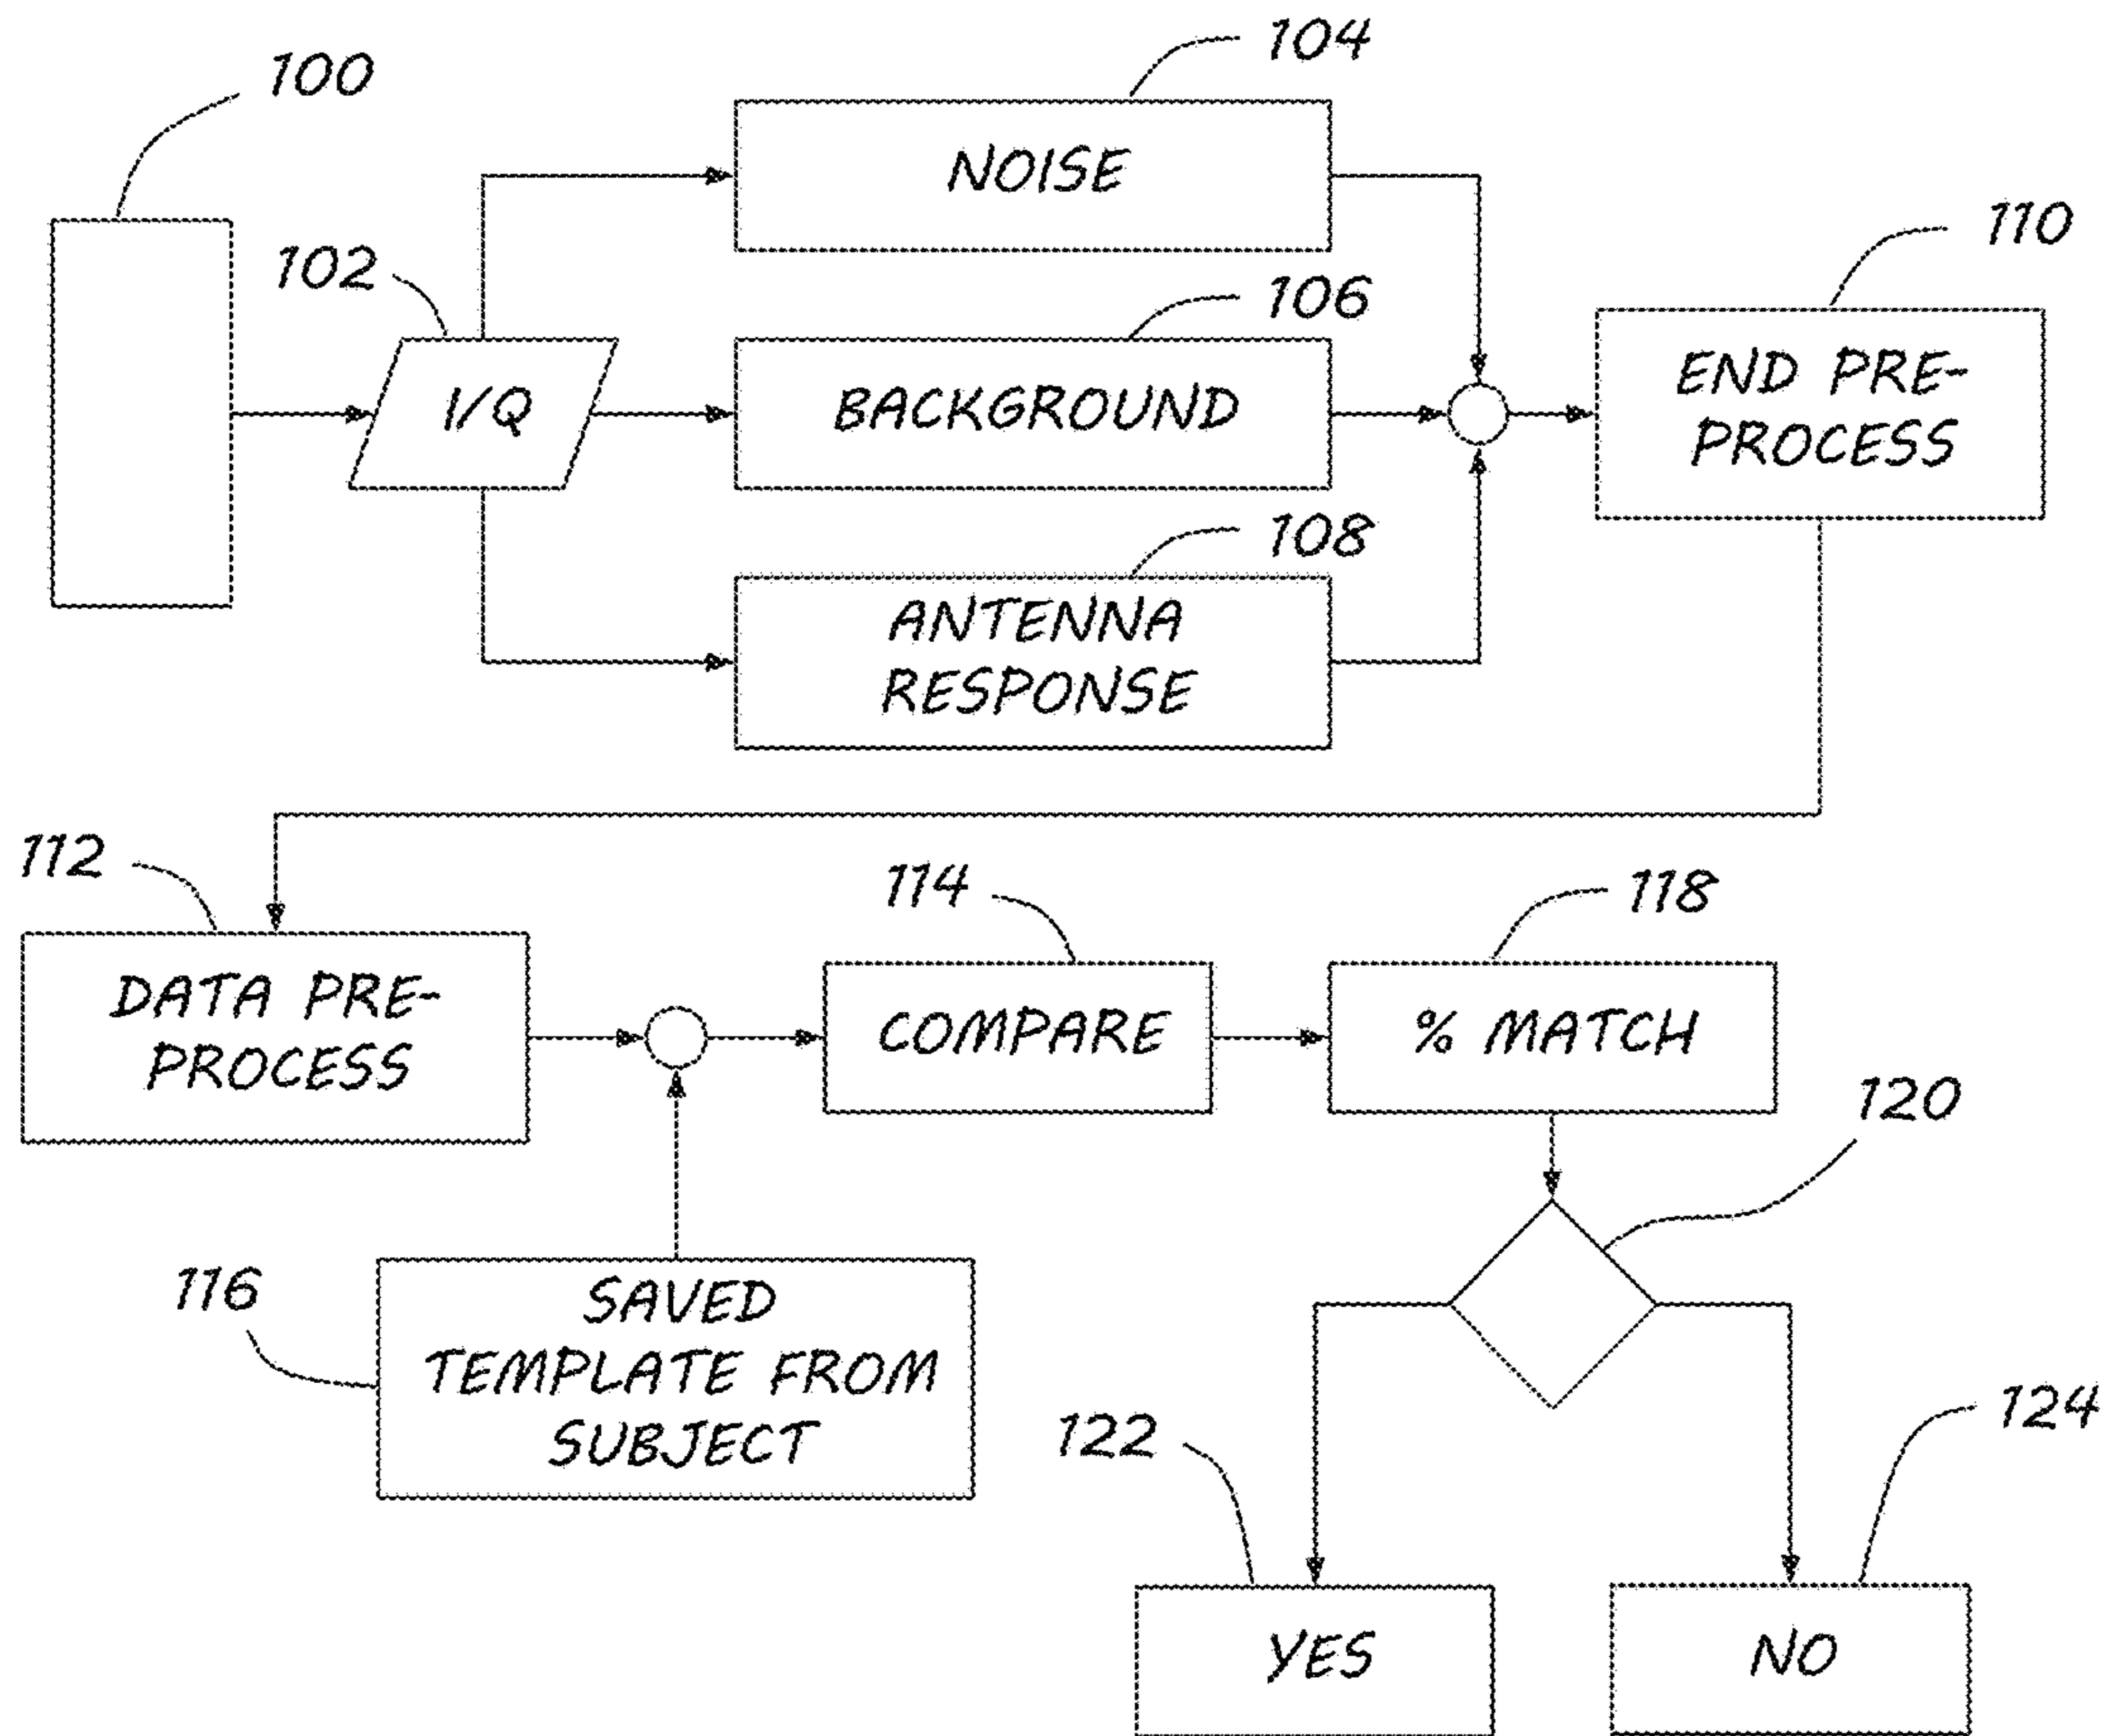 100
104
NOISE
110
102
106
I/Q
BACKGROUND
END PRE-
PROCESS
108
ANTENNA
RESPONSE
112
114
118
DATA PRE-
PROCESS
COMPARE
% MATCH
120
116
SAVED
TEMPLATE FROM
SUBJECT
122
124
YES
NO